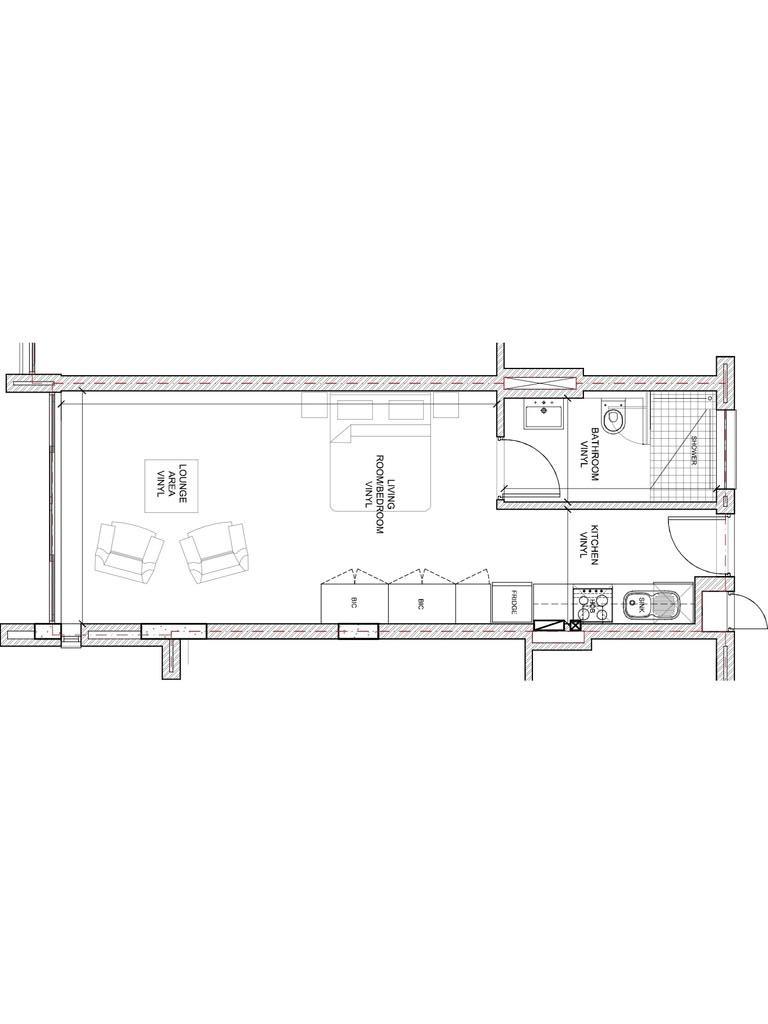 LOUNGE
AREA
VINYL
LIVING
ROOM/BEDROOM
VINYL
BATHROOM
VINYL
SHOWER
KITCHEN
VINYL
BIC
BIC
FRIDGE
HOB
SINK